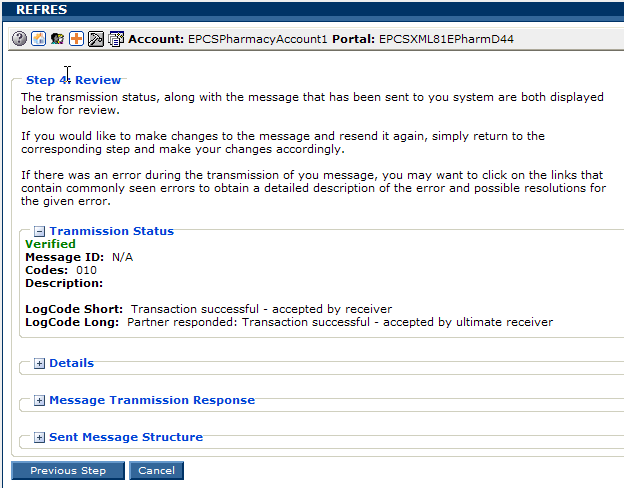 REFRES
Account: EPCSPharmacyAccount1 Portal: EPCSXML81EPharmD44
Step 4: Review
The transmission status, along with the message that has been sent to you system are both displayed
below for review.
If you would like to make changes to the message and resend it again, simply return to the
corresponding step and make your changes accordingly.
If there was an error during the transmission of you message, you may want to click on the links that
contain commonly seen errors to obtain a detailed description of the error and possible resolutions for
the given error.
Tranmission Status
Verified
Message ID: N/A
Codes: 010
Description:
LogCode Short: Transaction successful - accepted by receiver
LogCode Long: Partner responded: Transaction successful - accepted by ultimate receiver
Details
Message Tranmission Response
Sent Message Structure
Previous Step Cancel